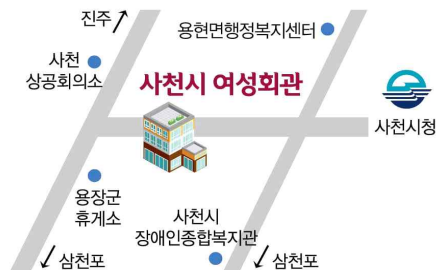 진주
용현면행정복지센터
사천
상공회의소
사천시 여성회관
사천시청
용장군
휴게소
사천시
장애인종합복지관
삼천포
삼천포